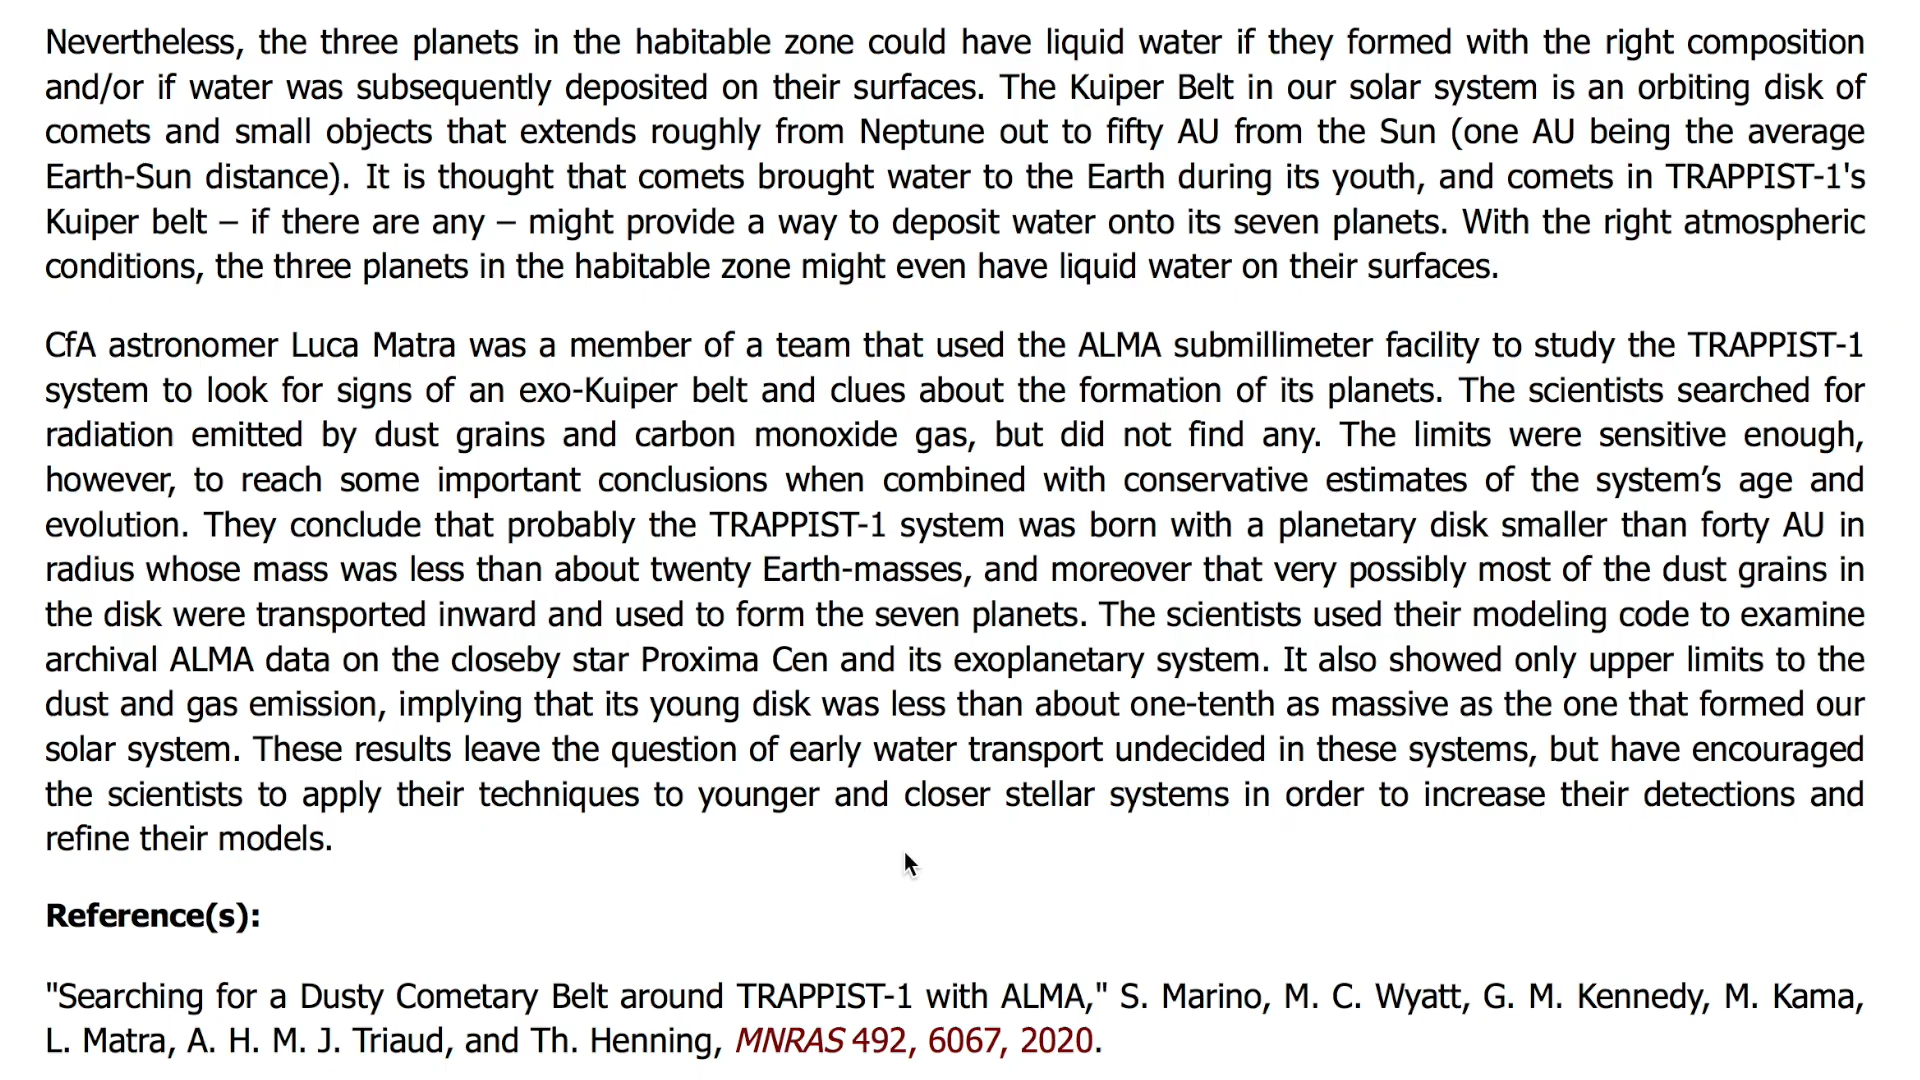 Nevertheless, the three planets in the habitable zone could have liquid water if they formed with the right composition
and/or if water was subsequently deposited on their surfaces. The Kuiper Belt in our solar system is an orbiting disk of
comets and small objects that extends roughly from Neptune out to fifty AU from the Sun (one AU being the average
Earth-Sun distance). It is thought that comets brought water to the Earth during its youth, and comets in TRAPPIST-1's
Kuiper belt – if there are any – might provide a way to deposit water onto its seven planets. With the right atmospheric
conditions, the three planets in the habitable zone might even have liquid water on their surfaces.
CfA astronomer Luca Matra was a member of a team that used the ALMA submillimeter facility to study the TRAPPIST-1
system to look for signs of an exo-Kuiper belt and clues about the formation of its planets. The scientists searched for
radiation emitted by dust grains and carbon monoxide gas, but did not find any. The limits were sensitive enough,
however, to reach some important conclusions when combined with conservative estimates of the system’s age and
evolution. They conclude that probably the TRAPPIST-1 system was born with a planetary disk smaller than forty AU in
radius whose mass was less than about twenty Earth-masses, and moreover that very possibly most of the dust grains in
the disk were transported inward and used to form the seven planets. The scientists used their modeling code to examine
archival ALMA data on the closeby star Proxima Cen and its exoplanetary system. It also showed only upper limits to the
dust and gas emission, implying that its young disk was less than about one-tenth as massive as the one that formed our
solar system. These results leave the question of early water transport undecided in these systems, but have encouraged
the scientists to apply their techniques to younger and closer stellar systems in order to increase their detections and
refine their models.
Reference(s):
"Searching for a Dusty Cometary Belt around TRAPPIST-1 with ALMA," S. Marino, M. C. Wyatt, G. M. Kennedy, M. Kama,
L. Matra, A. H. M. J. Triaud, and Th. Henning, MNRAS 492, 6067, 2020.